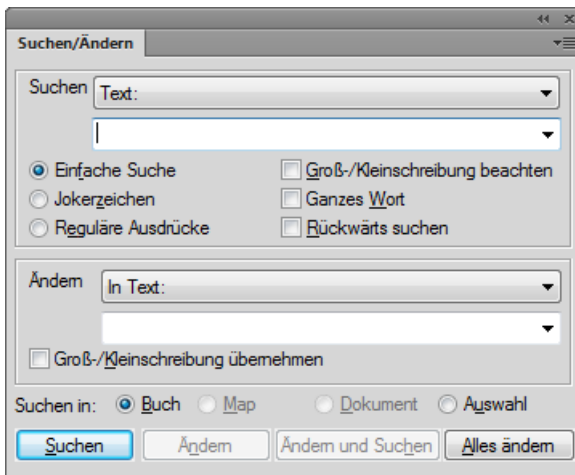 Suchen/Ändern
Suchen Text:
Einfache Suche Groß-/Kleinschreibung beachten
Jokerzeichen Ganzes Wort
Reguläre Ausdrücke Rückwärts suchen
Ändern In Text:
Groß-/Kleinschreibung übernehmen
Suchen in: Buch Map Dokument Auswahl
Suchen Ändern Ändern und Suchen Alles ändern